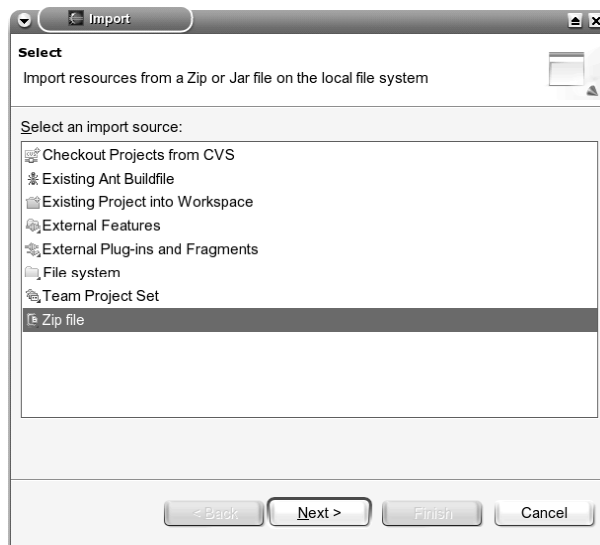 Import
Select
Import resources from a Zip or Jar file on the local file system
Select an import source:
Checkout Projects from CVS
Existing Ant Buildfile
Existing Project into Workspace
External Features
External Plug-ins and Fragments
File system
Team Project Set
Zip file
< Back Next > Finish Cancel